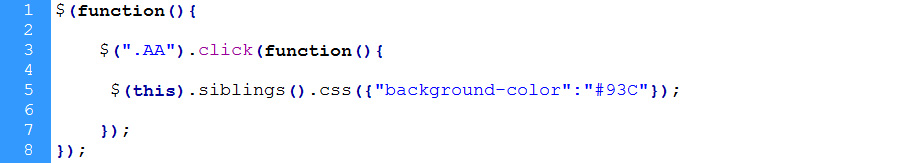 1 $(function(){
2
3 $(".AA").click(function(){
4
5 $(this).siblings().css({"background-color":"#93C"});
6
7 });
8 });